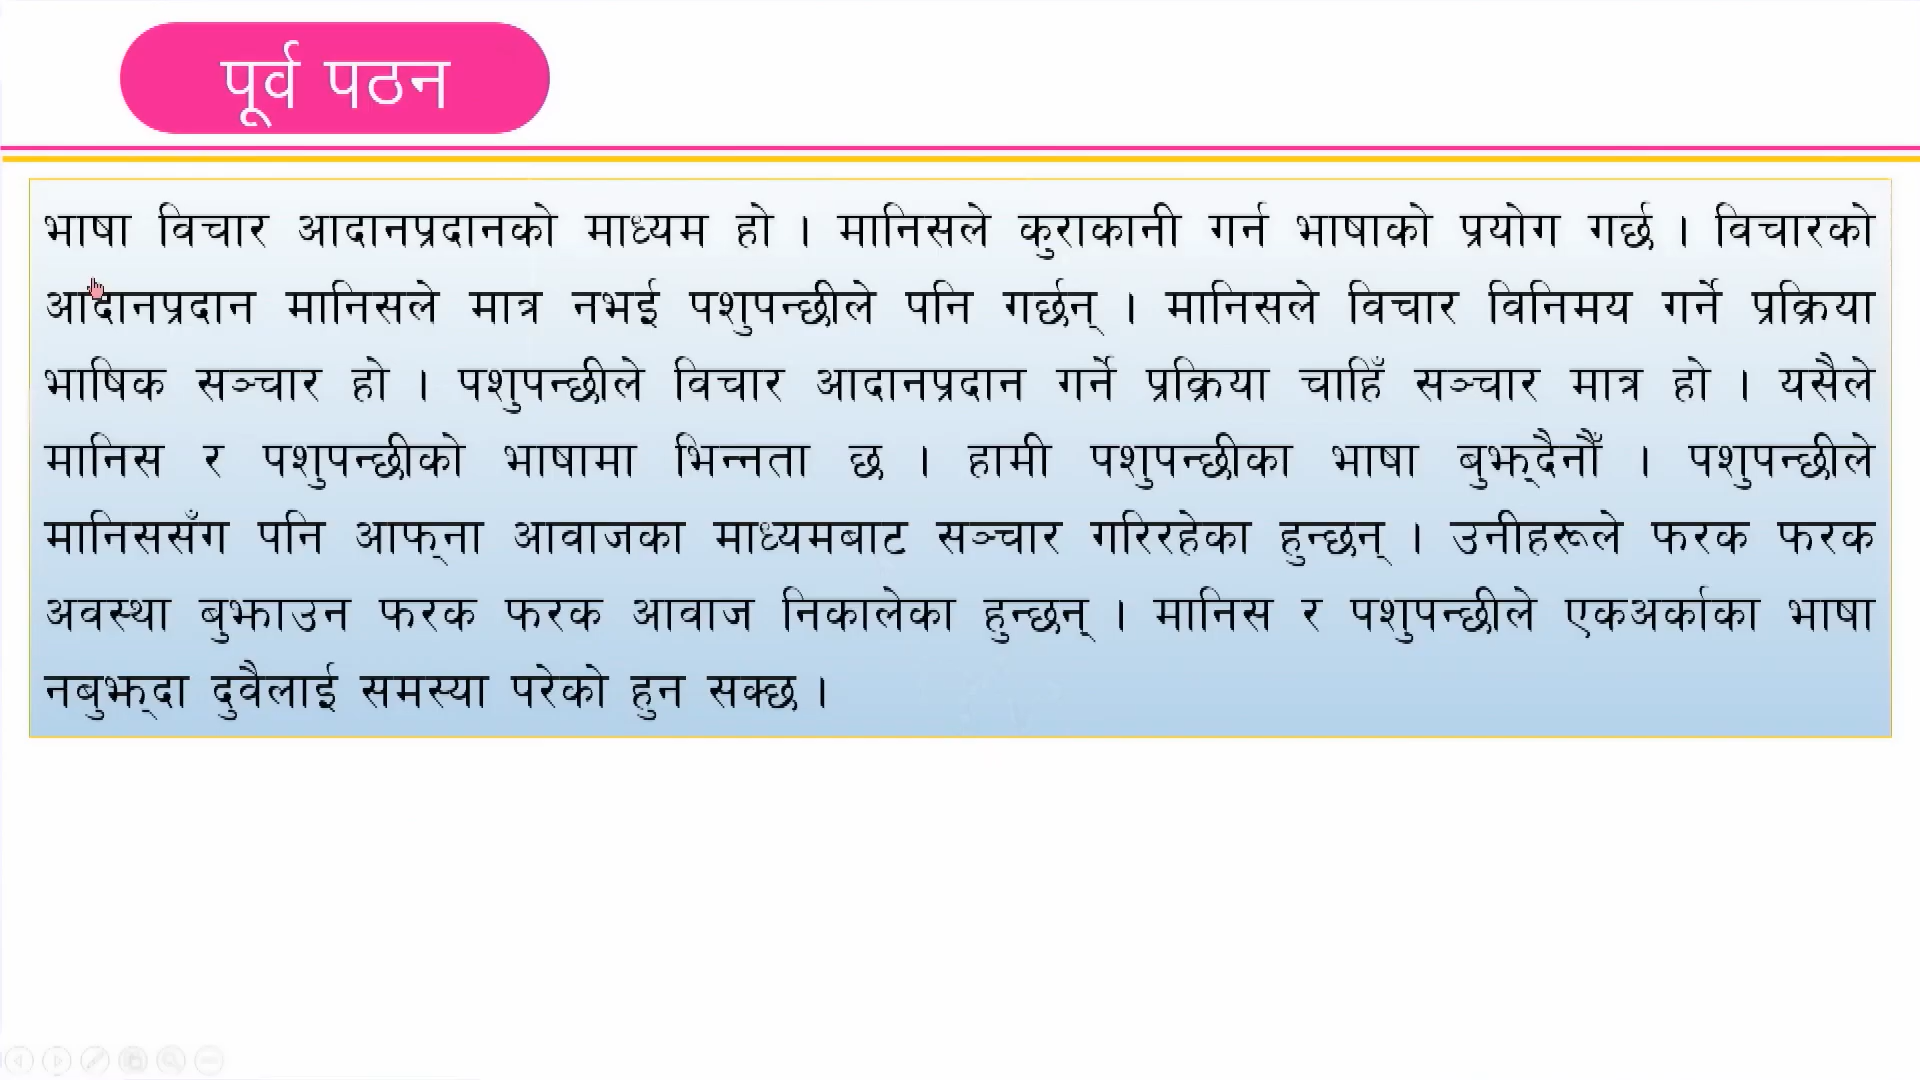 पूर्व पठन
भाषा विचार आदानप्रदानको माध्यम हो । मानिसले कुराकानी गर्न भाषाको प्रयोग गर्छ । विचारको
आदानप्रदान मानिसले मात्र नभई पशुपन्छीले पनि गर्छन् । मानिसले विचार विनिमय गर्ने प्रक्रिया
भाषिक सञ्चार हो । पशुपन्छीले विचार आदानप्रदान गर्ने प्रक्रिया चाहिँ सञ्चार मात्र हो । यसैले
मानिस र पशुपन्छीको भाषामा भिन्नता छ । हामी पशुपन्छीका भाषा बुझ्दैनौँ । पशुपन्छीले
मानिससँग पनि आफ्ना आवाजका माध्यमबाट सञ्चार गरिरहेका हुन्छन् । उनीहरूले फरक फरक
अवस्था बुझाउन फरक फरक आवाज निकालेका हुन्छन् । मानिस र पशुपन्छीले एकअर्काका भाषा
नबुझ्दा दुवैलाई समस्या परेको हुन सक्छ ।